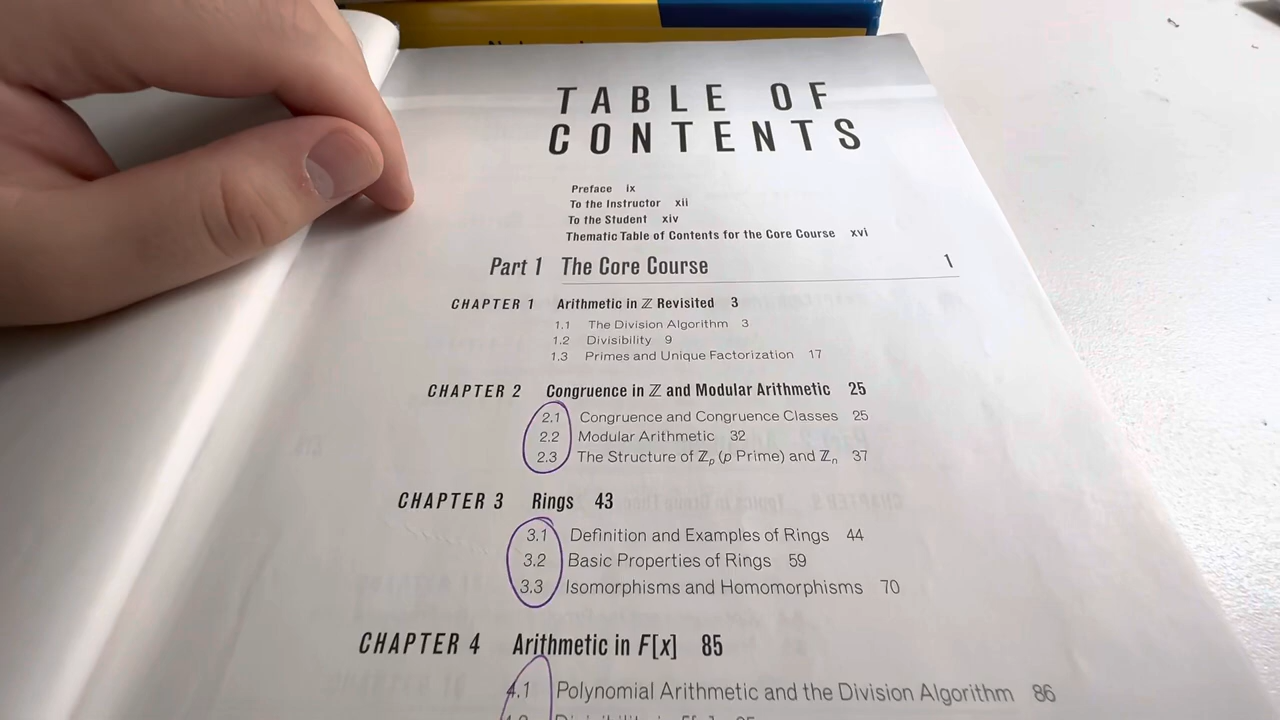 TABLE OF
CONTENTS
Preface ix
To the Instructor xii
To the Student xiv
Thematic Table of Contents for the Core Course xvi
Part 1 The Core Course 1
CHAPTER 1 Arithmetic in ℤ Revisited 3
1.1 The Division Algorithm 3
1.2 Divisibility 9
1.3 Primes and Unique Factorization 17
CHAPTER 2 Congruence in ℤ and Modular Arithmetic 25
2.1 Congruence and Congruence Classes 25
2.2 Modular Arithmetic 32
2.3 The Structure of ℤₚ (p Prime) and ℤₙ 37
CHAPTER 3 Rings 43
3.1 Definition and Examples of Rings 44
3.2 Basic Properties of Rings 59
3.3 Isomorphisms and Homomorphisms 70
CHAPTER 4 Arithmetic in F[x] 85
4.1 Polynomial Arithmetic and the Division Algorithm 86